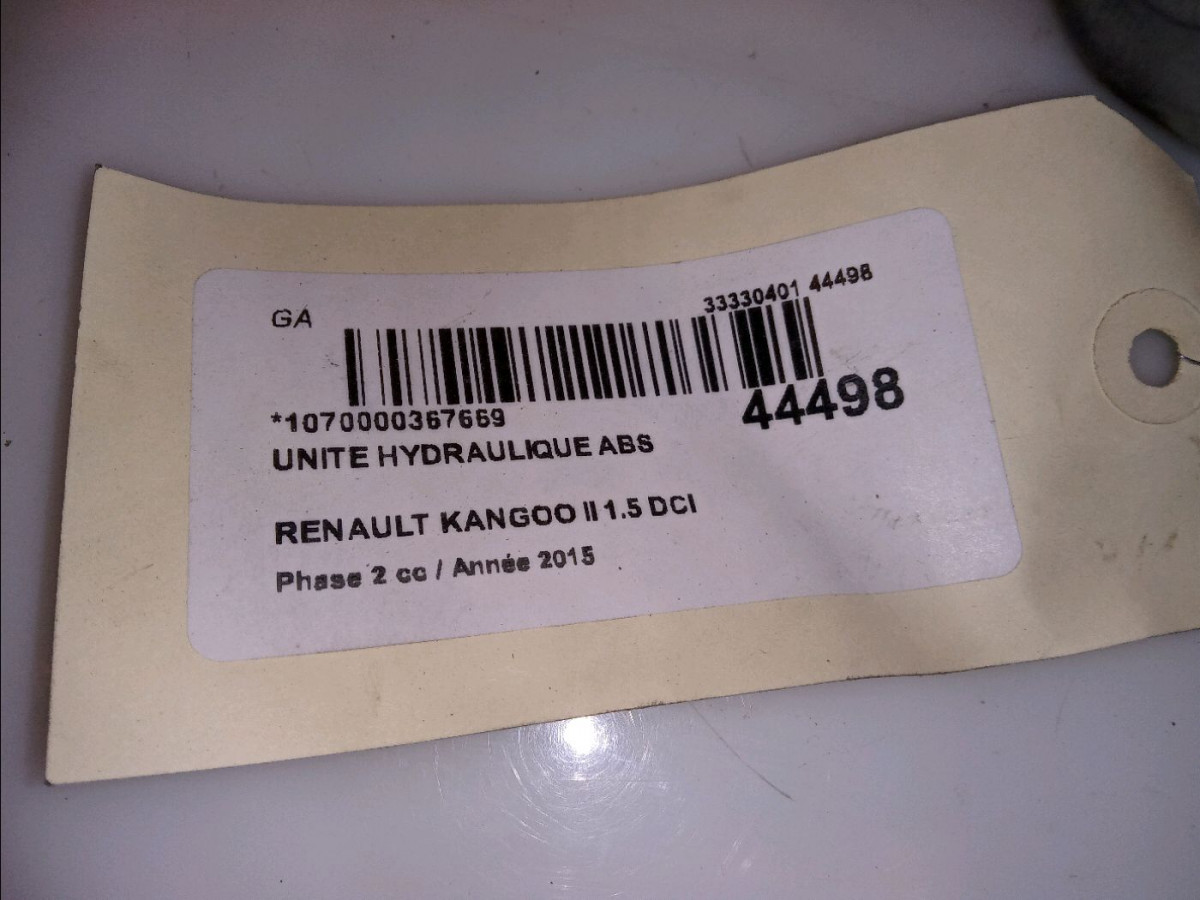 GA
33330401 44498
*1070000367669
44498
UNITE HYDRAULIQUE ABS
RENAULT KANGOO II 1.5 DCI
Phase 2 cc / Année 2015